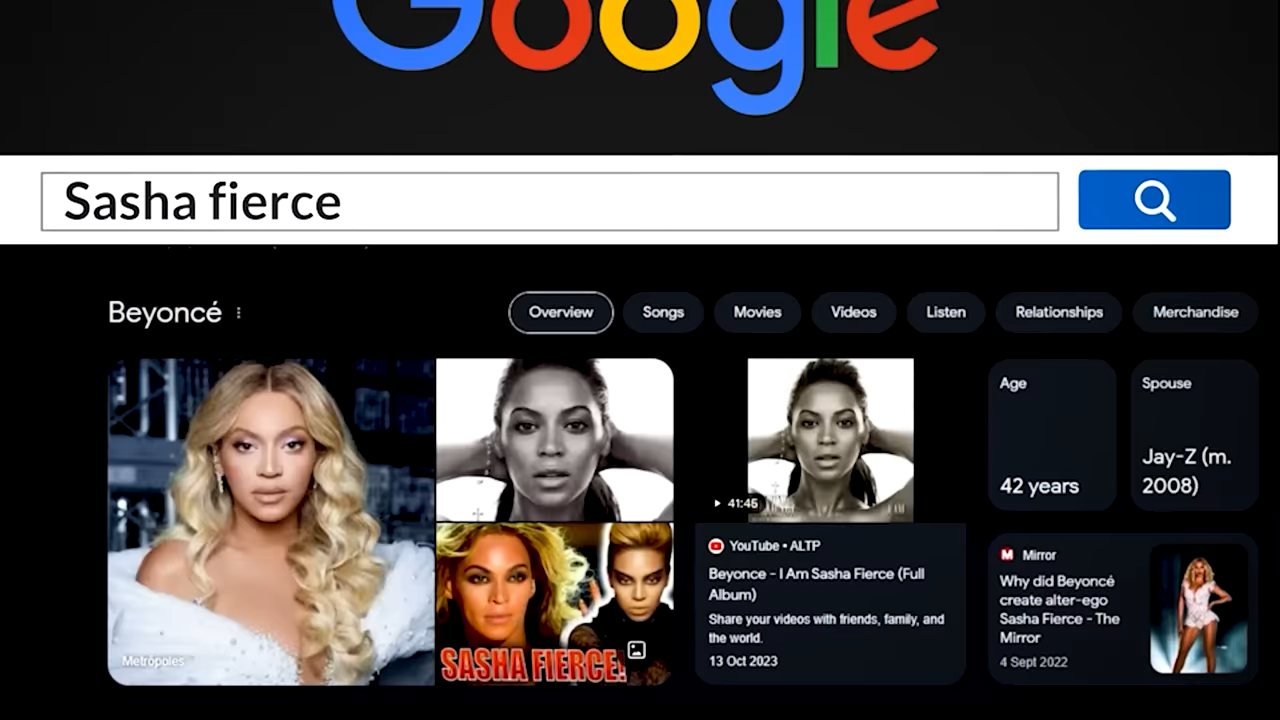 Google
Sasha fierce
Beyoncé
Overview
Songs
Movies
Videos
Listen
Relationships
Merchandise
Metrópoles
SASHA FIERCE!
41:45
YouTube • ALTP
Beyonce - I Am Sasha Fierce (Full
Album)
Share your videos with friends, family, and
the world.
13 Oct 2023
Age
42 years
Spouse
Jay-Z (m.
2008)
M Mirror
Why did Beyoncé
create alter-ego
Sasha Fierce - The
Mirror
4 Sept 2022